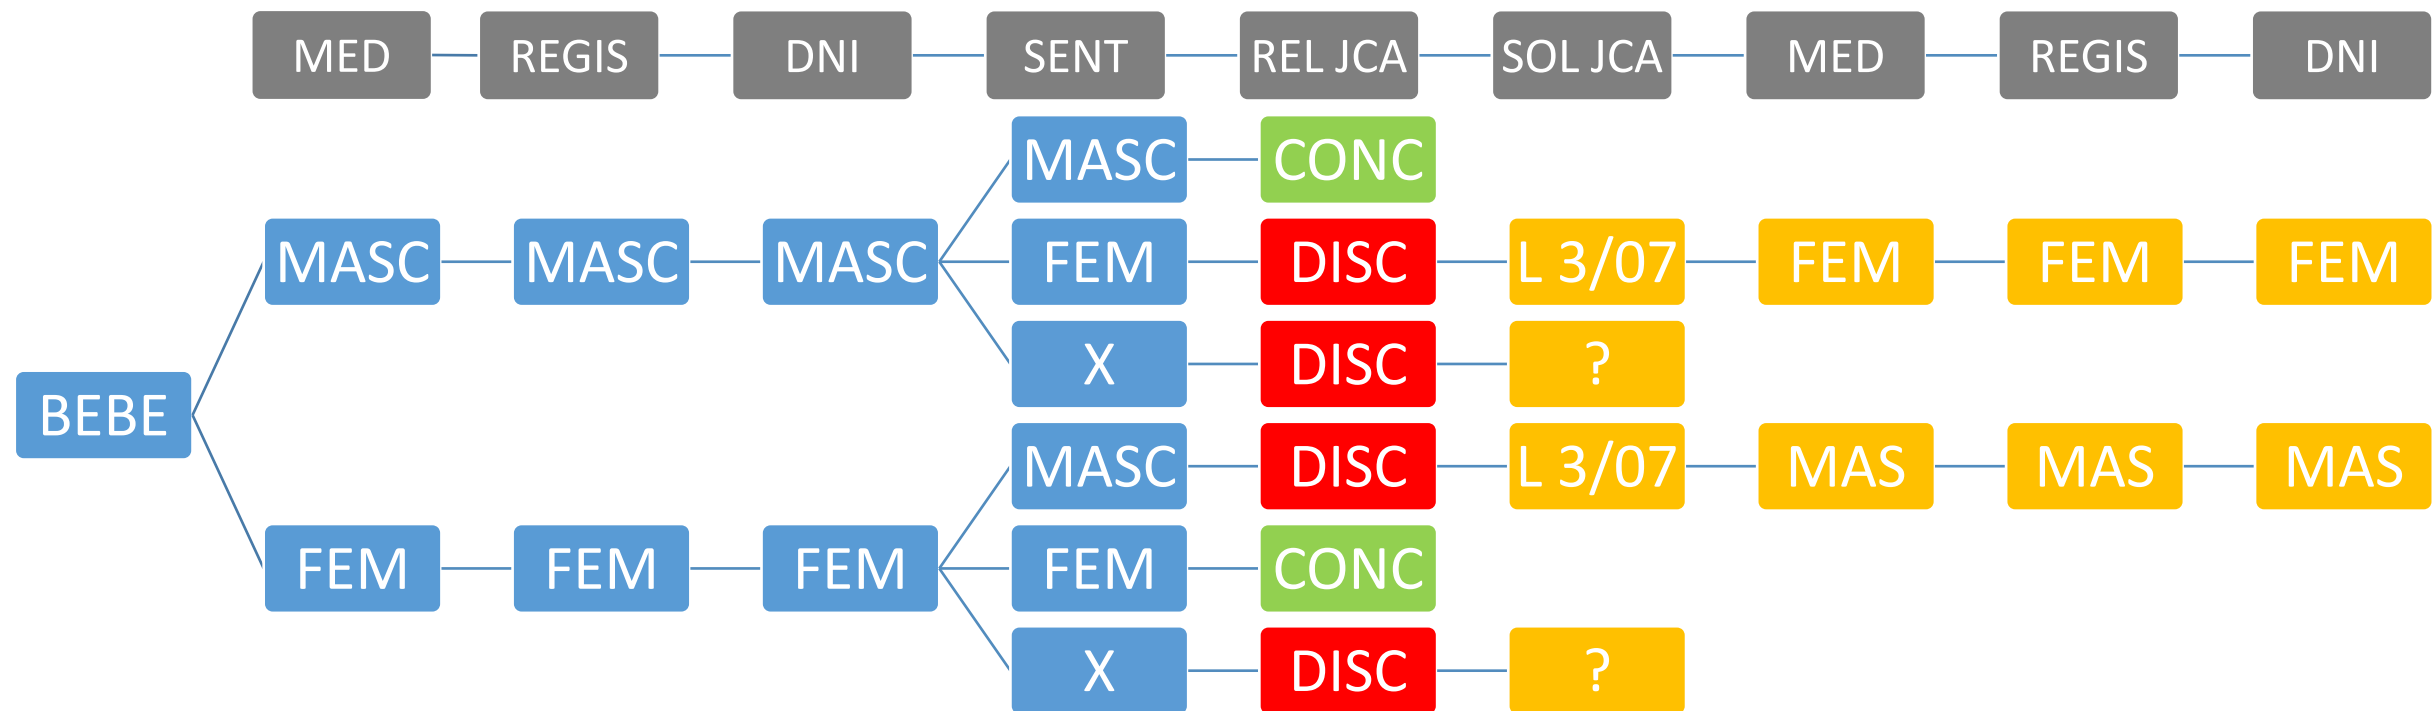 MED REGIS DNI SENT REL JCA SOL JCA MED REGIS DNI
MASC CONC
MASC MASC MASC FEM DISC L 3/07 FEM FEM FEM
X DISC ?
BEBE
MASC DISC L 3/07 MAS MAS MAS
FEM FEM FEM FEM CONC
X DISC ?